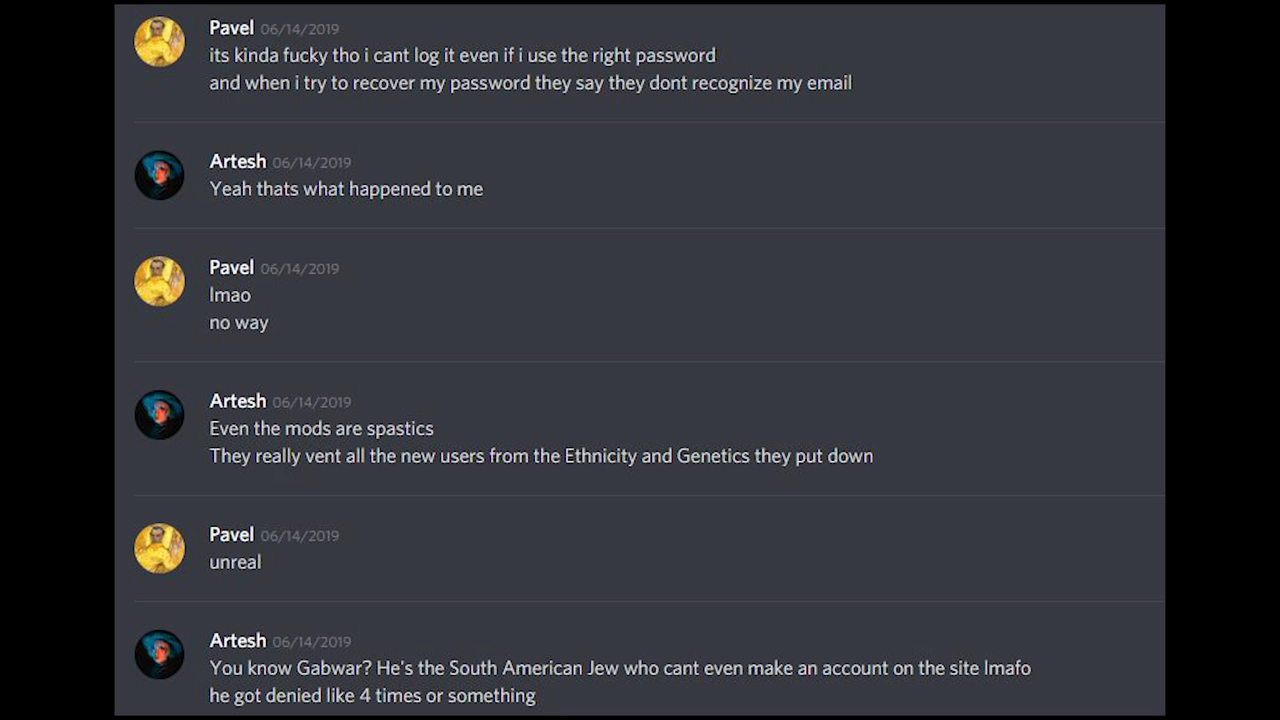 Pavel 06/14/2019
its kinda fucky tho i cant log it even if i use the right password
and when i try to recover my password they say they dont recognize my email
Artesh 06/14/2019
Yeah thats what happened to me
Pavel 06/14/2019
lmao
no way
Artesh 06/14/2019
Even the mods are spastics
They really vent all the new users from the Ethnicity and Genetics they put down
Pavel 06/14/2019
unreal
Artesh 06/14/2019
You know Gabwar? He's the South American Jew who cant even make an account on the site lmafo
he got denied like 4 times or something